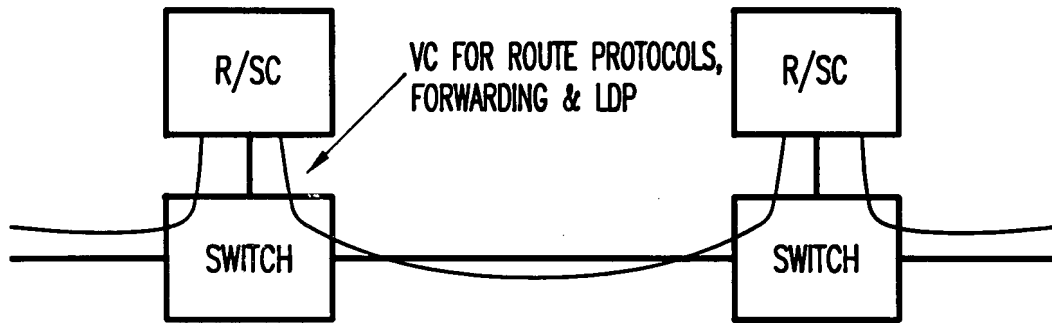 R/SC
VC FOR ROUTE PROTOCOLS,
FORWARDING & LDP
R/SC
SWITCH
SWITCH